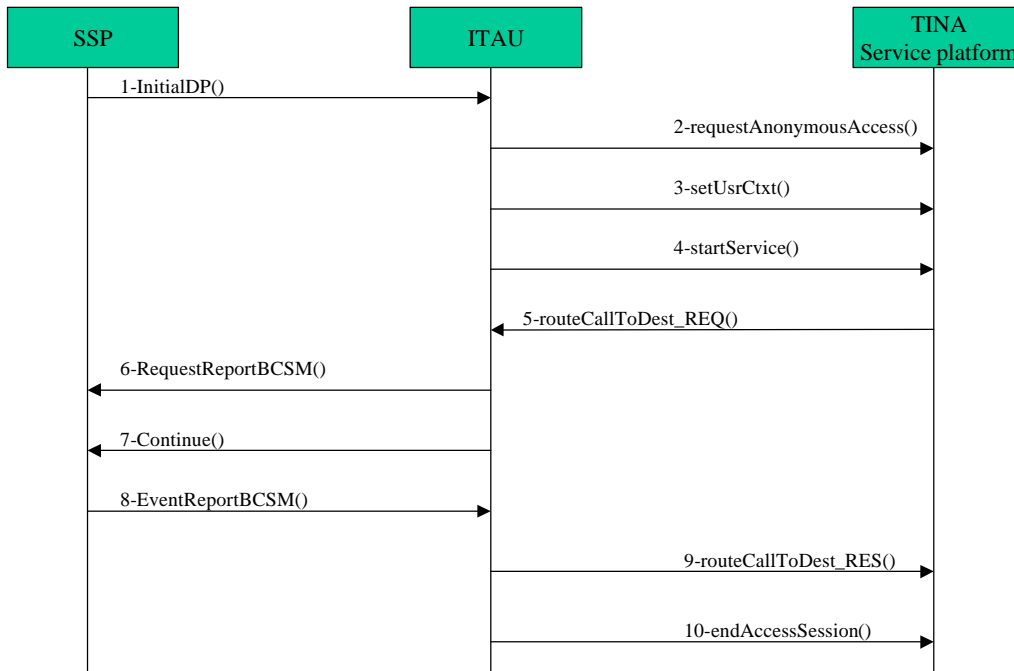 SSP
ITAU
TINA
Service platform
1-InitialDP()
2-requestAnonymousAccess()
3-setUsrCtxt()
4-startService()
5-routeCallToDest_REQ()
6-RequestReportBCSM()
7-Continue()
8-EventReportBCSM()
9-routeCallToDest_RES()
10-endAccessSession()